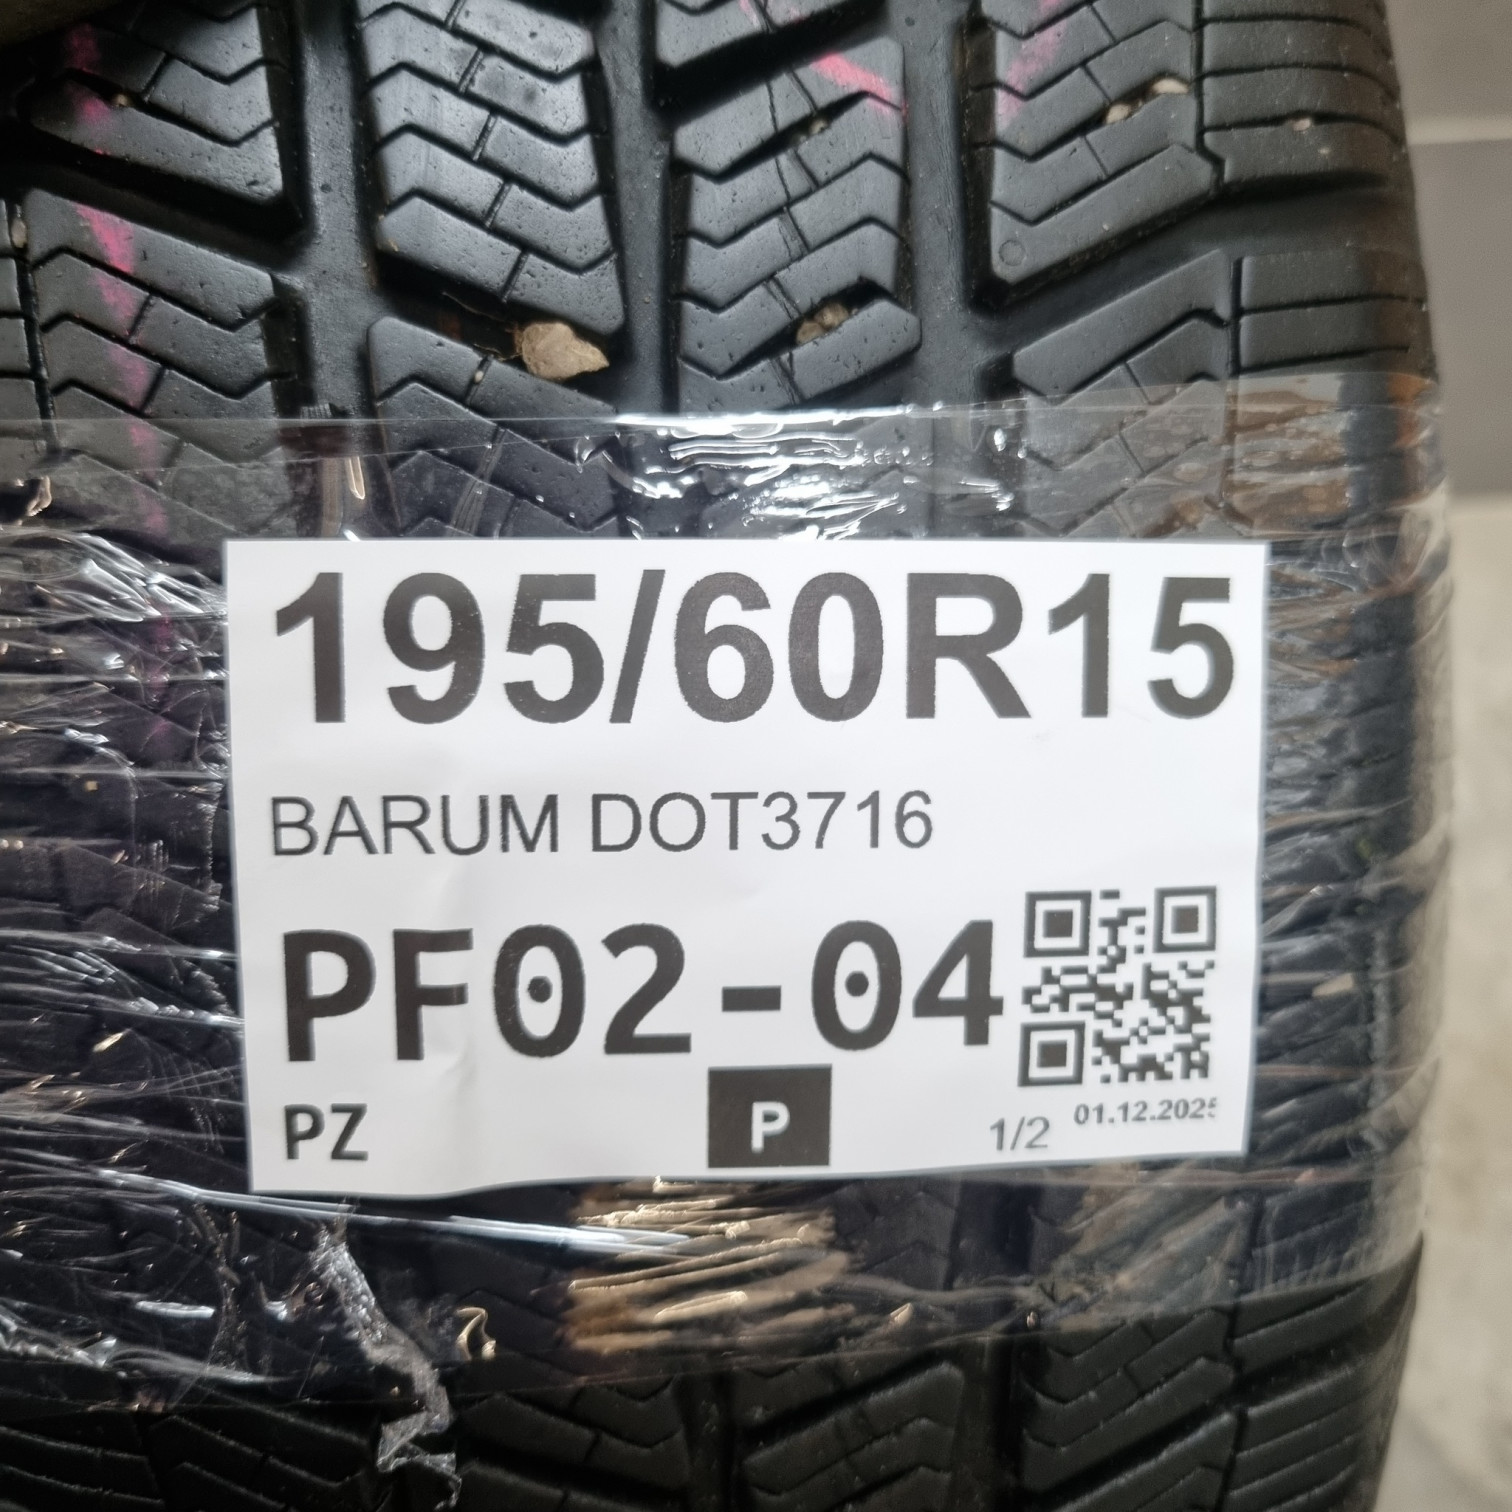 195/60R15
BARUM DOT3716
PF02-04
PZ P 1/2 01.12.2025